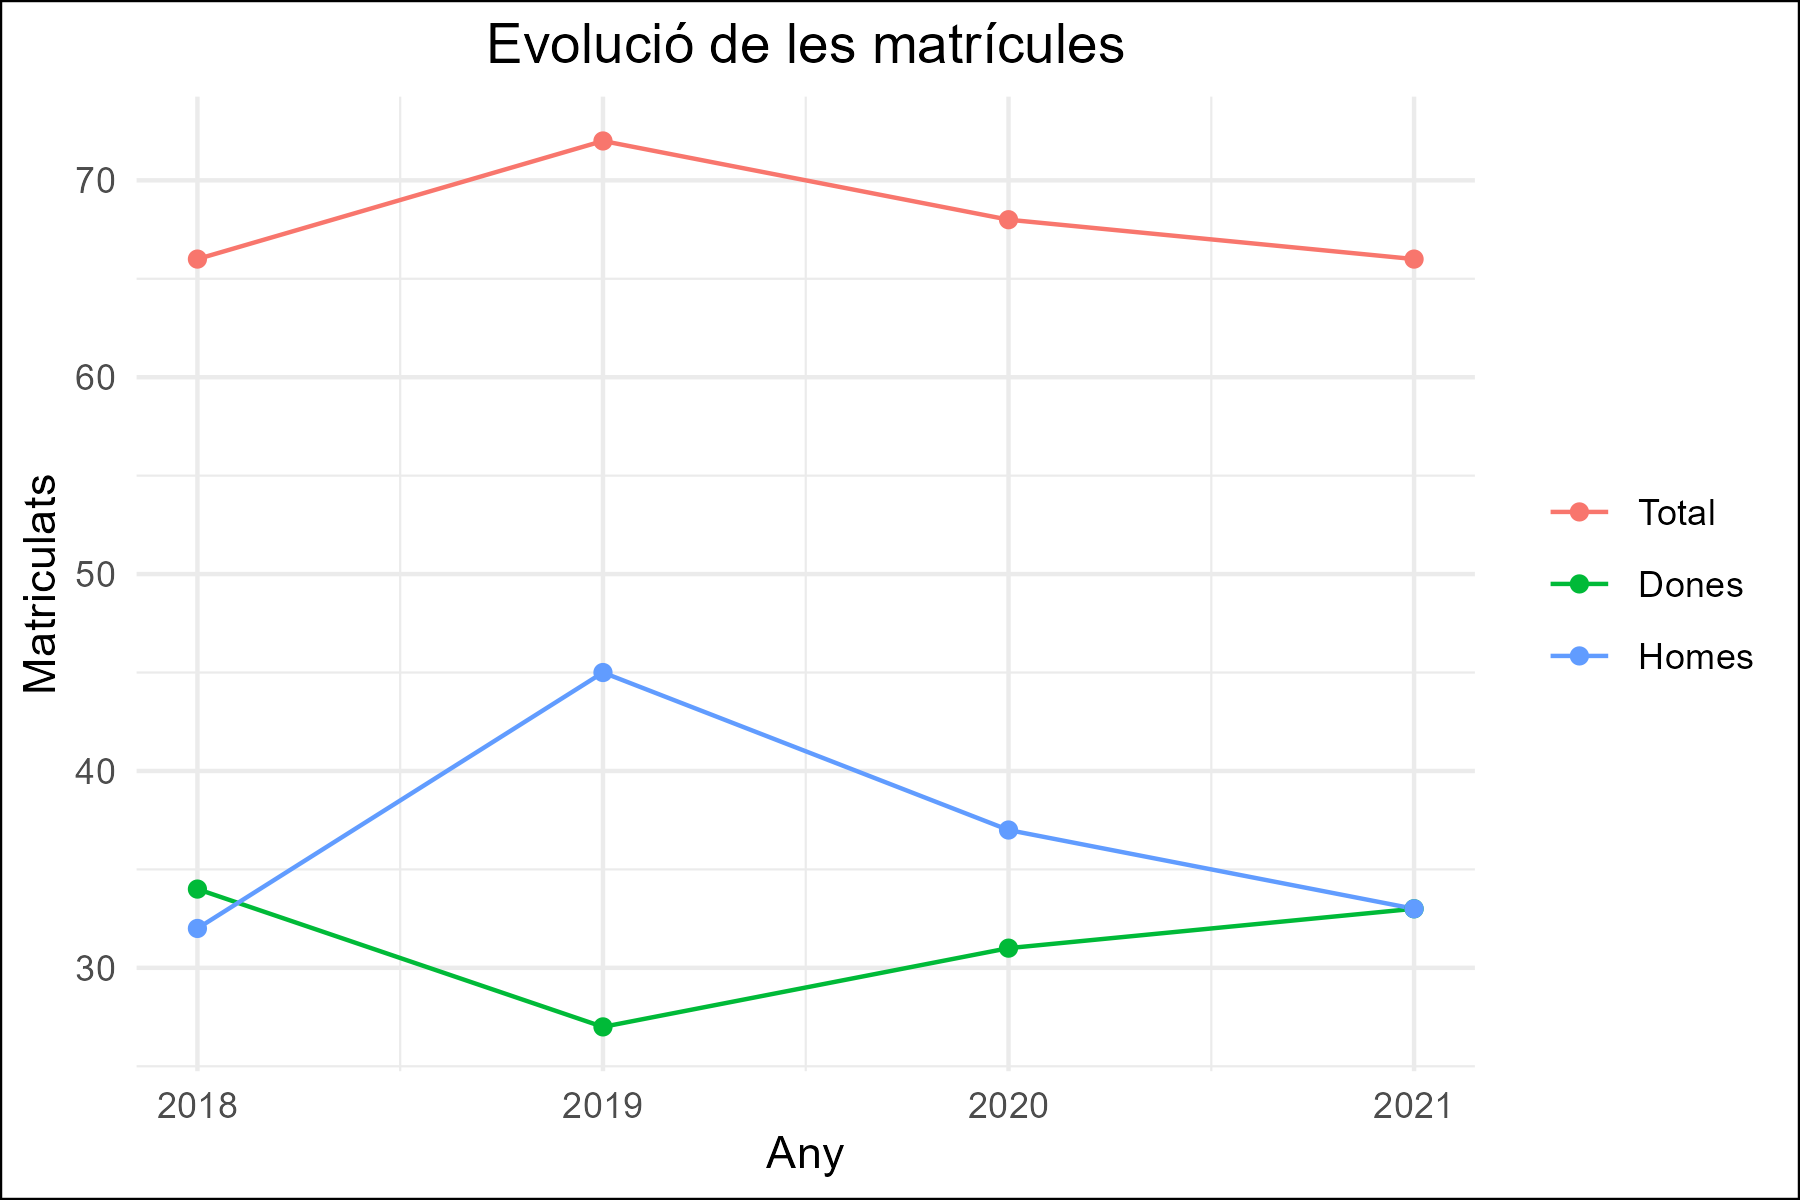 Evolució de les matrícules
70
60
50
40
30
Matriculats
2018 2019 2020 2021
Any
Total
Dones
Homes